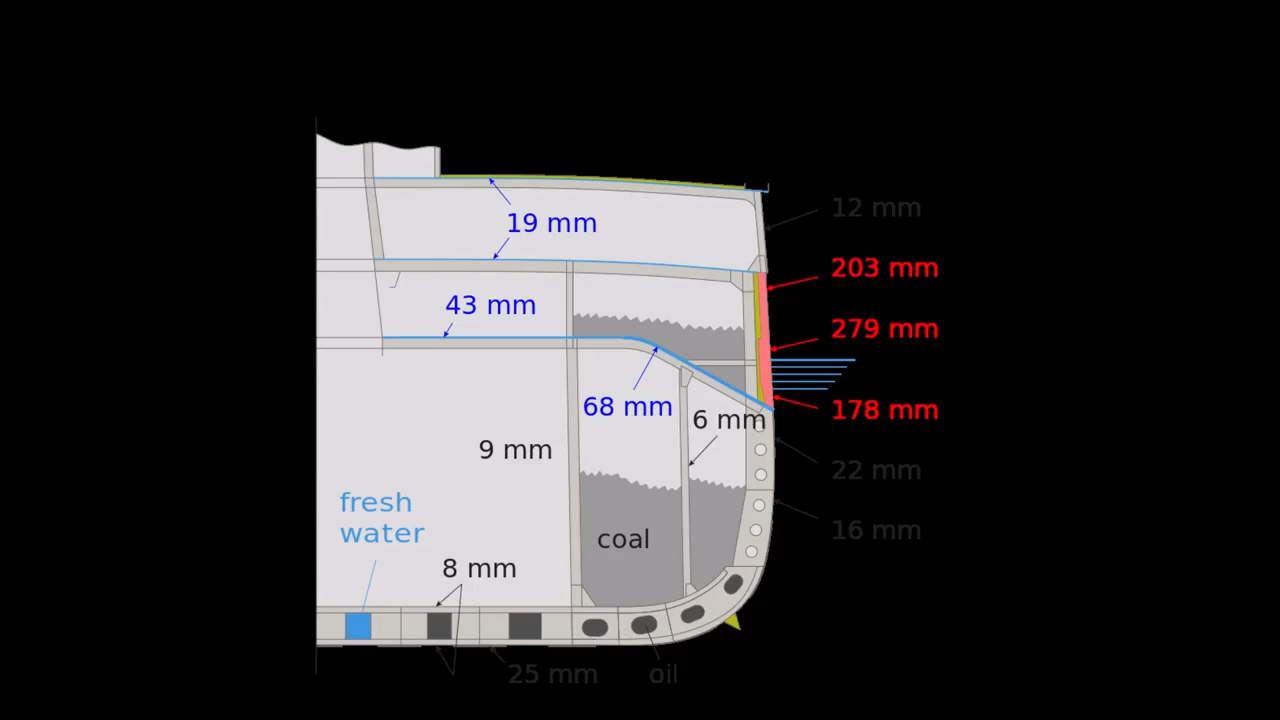 12 mm
19 mm
203 mm
43 mm
279 mm
68 mm
178 mm
6 mm
9 mm
22 mm
fresh
water
16 mm
coal
8 mm
25 mm
oil